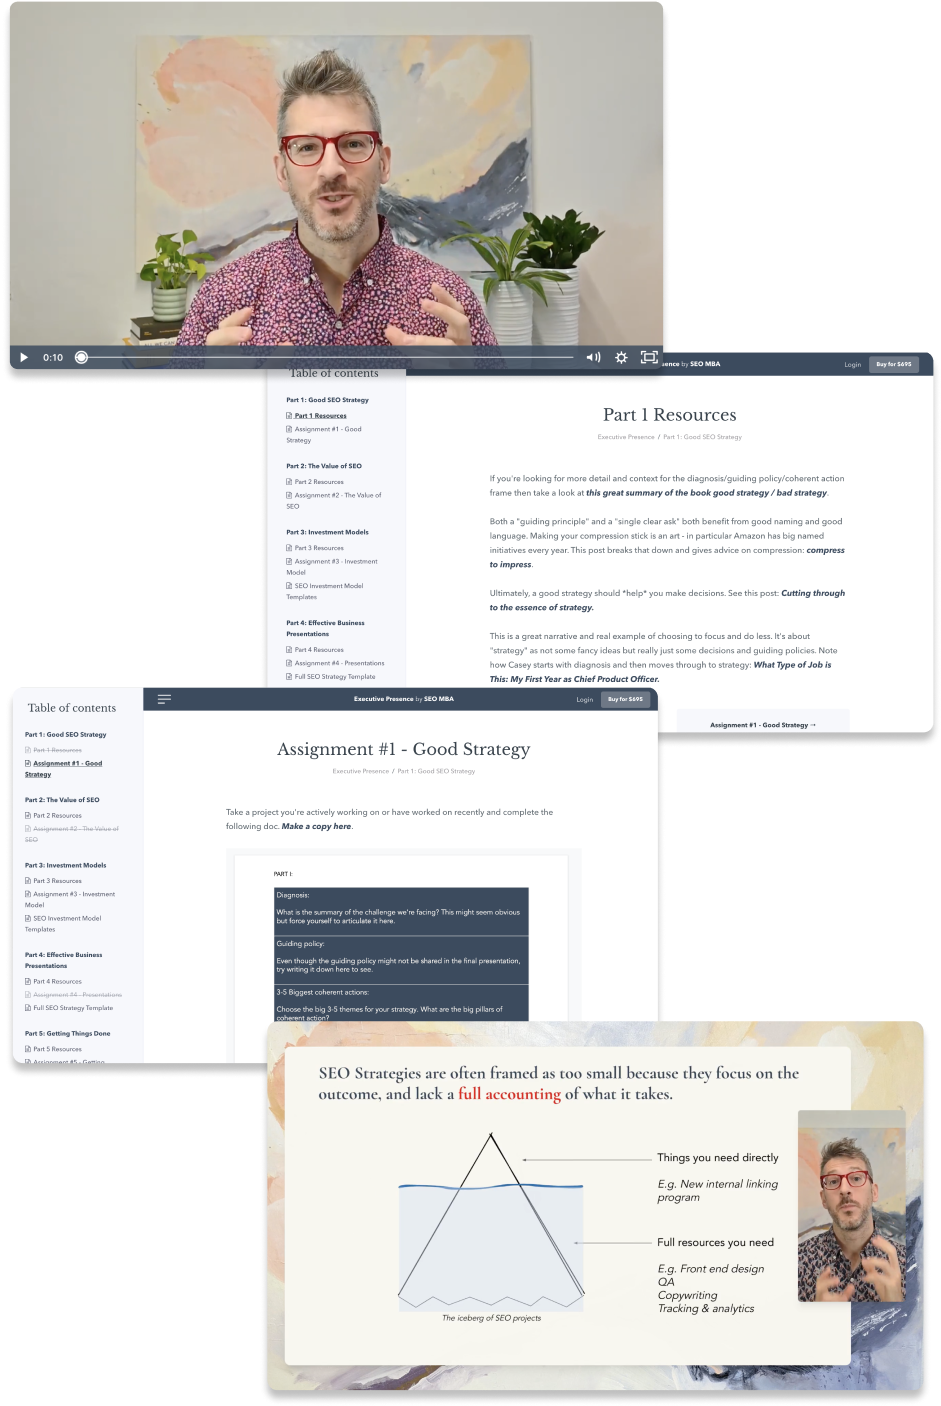 0:10
sence by SEO MBA
Login
Buy for $695
Table of contents
Part 1: Good SEO Strategy
Part 1 Resources
Assignment #1 - Good
Strategy
Part 2: The Value of SEO
Part 2 Resources
Assignment #2 - The Value of
SEO
Part 3: Investment Models
Part 3 Resources
Assignment #3 - Investment
Model
SEO Investment Model
Templates
Part 4: Effective Business
Presentations
Part 4 Resources
Assignment #4 - Presentations
Full SEO Strategy Template
Part 1 Resources
Executive Presence / Part 1: Good SEO Strategy
If you're looking for more detail and context for the diagnosis/guiding policy/coherent action
frame then take a look at this great summary of the book good strategy / bad strategy.
Both a "guiding principle" and a "single clear ask" both benefit from good naming and good
language. Making your compression stick is an art - in particular Amazon has big named
initiatives every year. This post breaks that down and gives advice on compression: compress
to impress.
Ultimately, a good strategy should *help* you make decisions. See this post: Cutting through
to the essence of strategy.
This is a great narrative and real example of choosing to focus and do less. It's about
"strategy" as not some fancy ideas but really just some decisions and guiding policies. Note
how Casey starts with diagnosis and then moves through to strategy: What Type of Job is
This: My First Year as Chief Product Officer.
Assignment #1 - Good Strategy →
Executive Presence by SEO MBA
Login
Buy for $695
Table of contents
Part 1: Good SEO Strategy
Part 1 Resources
Assignment #1 - Good
Strategy
Part 2: The Value of SEO
Part 2 Resources
Assignment #2 - The Value of
SEO
Part 3: Investment Models
Part 3 Resources
Assignment #3 - Investment
Model
SEO Investment Model
Templates
Part 4: Effective Business
Presentations
Part 4 Resources
Assignment #4 - Presentations
Full SEO Strategy Template
Part 5: Getting Things Done
Part 5 Resources
Assignment #5 - Getting
Assignment #1 - Good Strategy
Executive Presence / Part 1: Good SEO Strategy
Take a project you're actively working on or have worked on recently and complete the
following doc. Make a copy here.
PART I:
Diagnosis:
What is the summary of the challenge we're facing? This might seem obvious
but force yourself to articulate it here.
Guiding policy:
Even though the guiding policy might not be shared in the final presentation,
try writing it down here to see.
3-5 Biggest coherent actions:
Choose the big 3-5 themes for your strategy. What are the big pillars of
coherent action?
SEO Strategies are often framed as too small because they focus on the
outcome, and lack a full accounting of what it takes.
Things you need directly
E.g. New internal linking
program
Full resources you need
E.g. Front end design
QA
Copywriting
Tracking & analytics
The iceberg of SEO projects